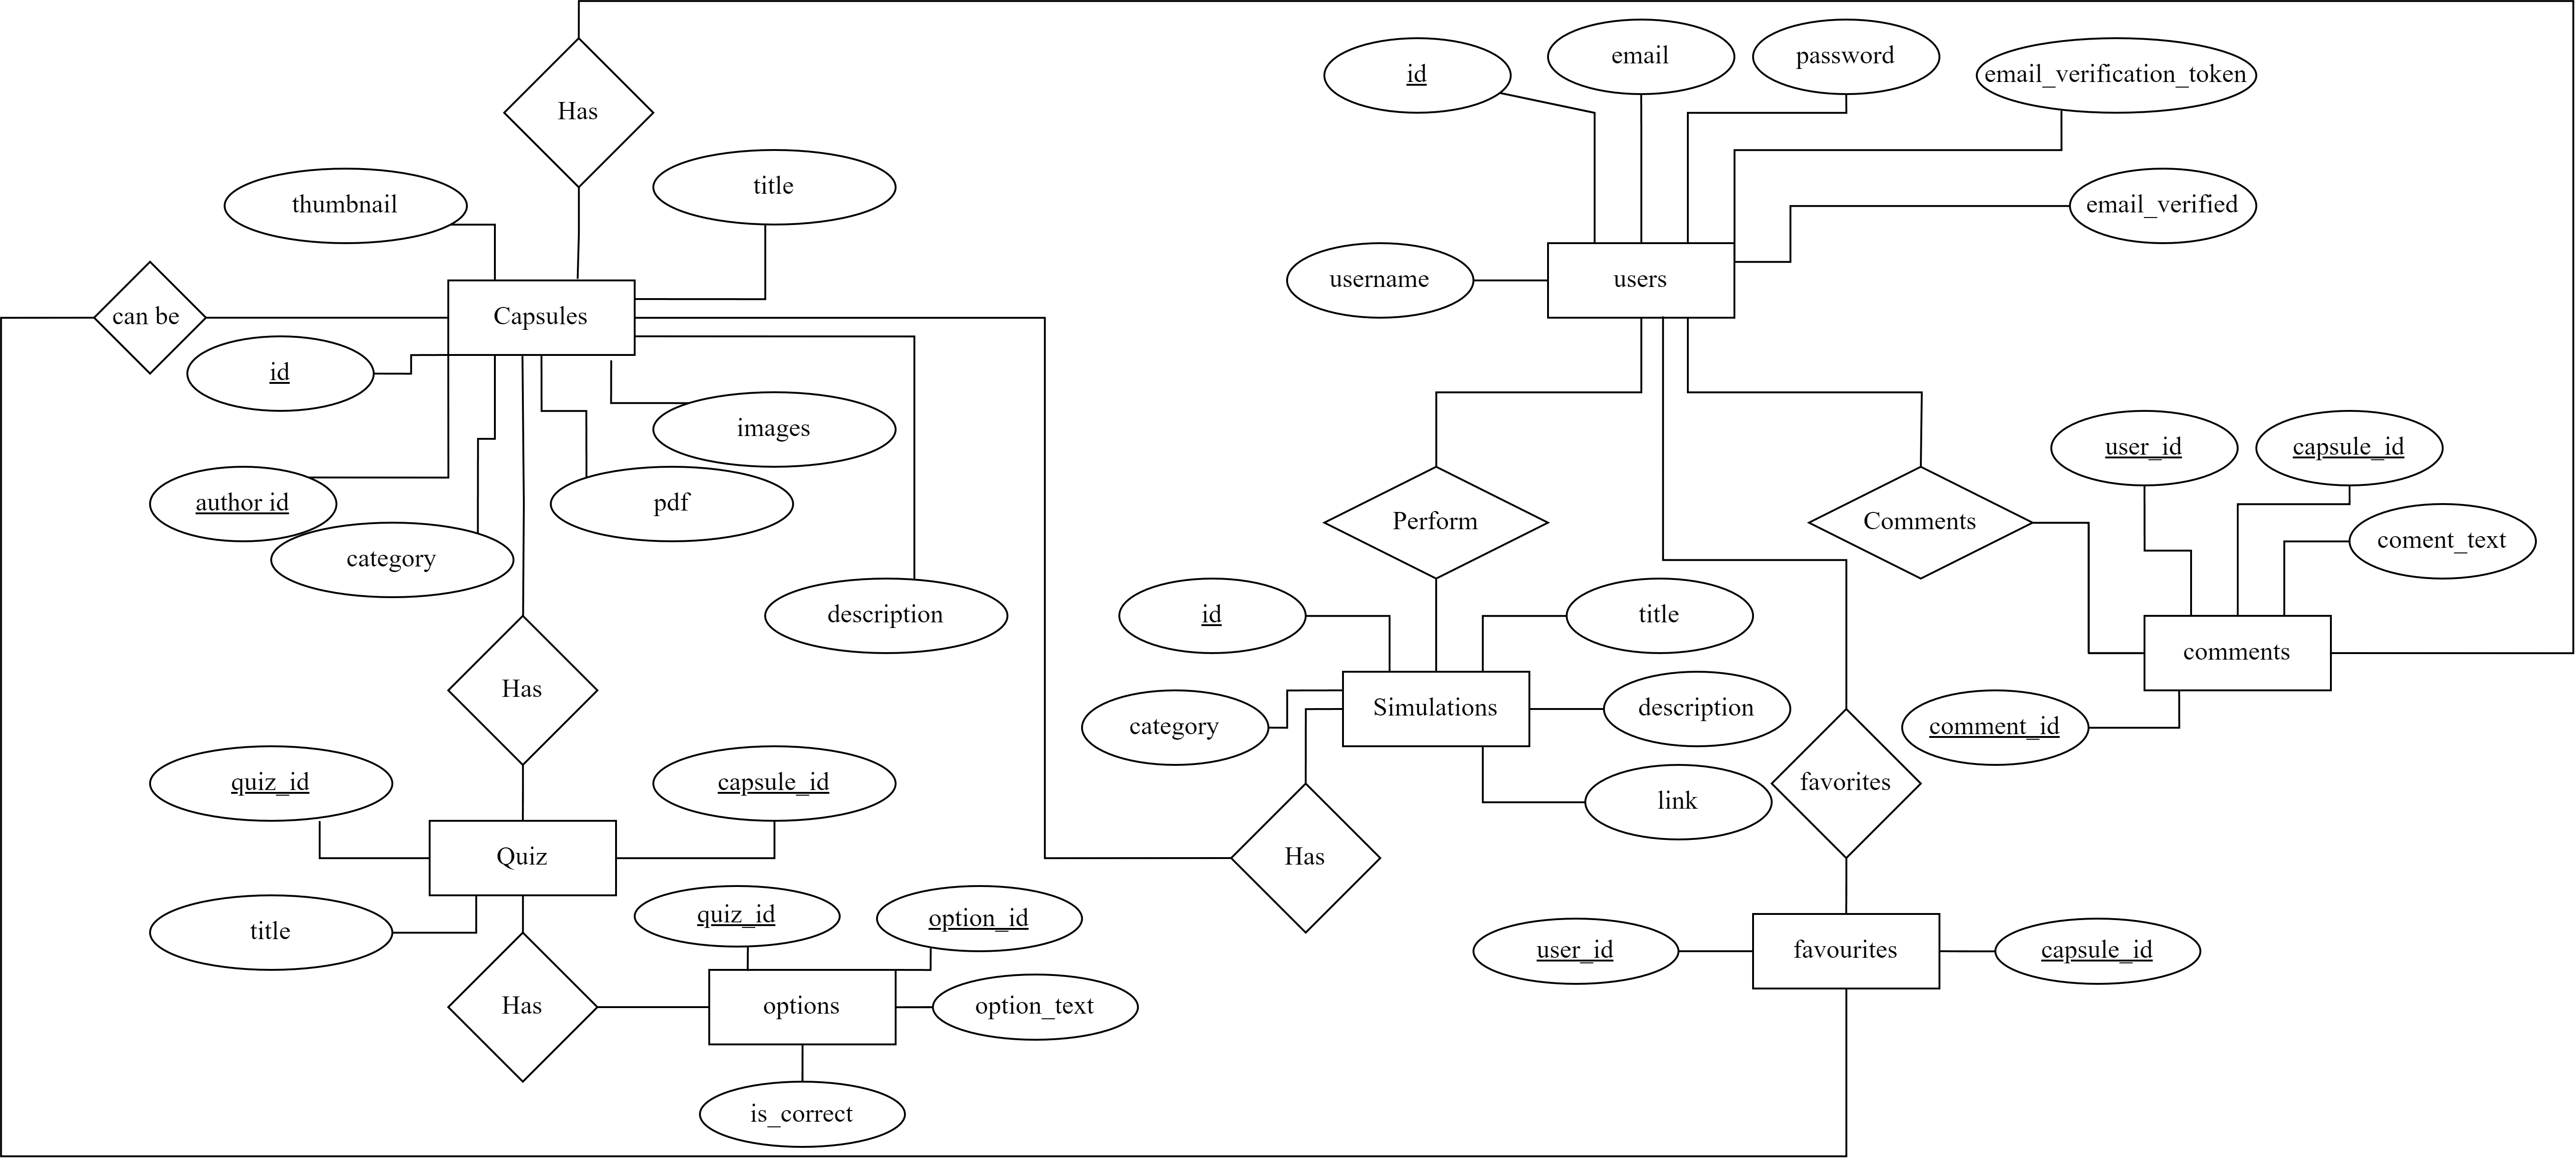 id
email
password
email_verification_token
Has
title
thumbnail
email_verified
username
users
can be
Capsules
id
images
user_id
capsule_id
author id
pdf
Perform
Comments
coment_text
category
description
id
title
comments
Has
category
Simulations
description
comment_id
quiz_id
capsule_id
link
favorites
Quiz
Has
title
quiz_id
option_id
user_id
favourites
capsule_id
Has
options
option_text
is_correct